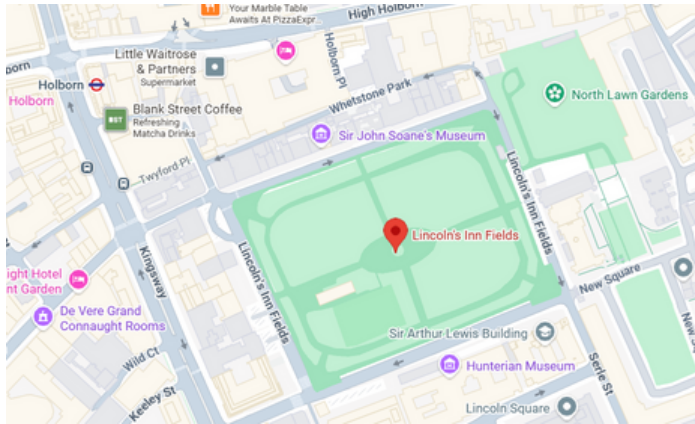 Your Marble Table
Awaits At PizzaExpr
High Holborn
Little Waitrose
& Partners
Supermarket
Holborn Pl
Holborn
Holborn
Whetstone Park
North Lawn Gardens
BST
Blank Street Coffee
Refreshing
Matcha Drinks
Sir John Soane's Museum
Twyford Pl
Lincoln's Inn Fields
Lincoln's Inn Fields
Kingsway
Lincoln's Inn Fields
New Square
ight Hotel
nt Garden
De Vere Grand
Connaught Rooms
Sir Arthur Lewis Building
Wild Ct
Hunterian Museum
Serle St
New S
Keeley St
Lincoln Square